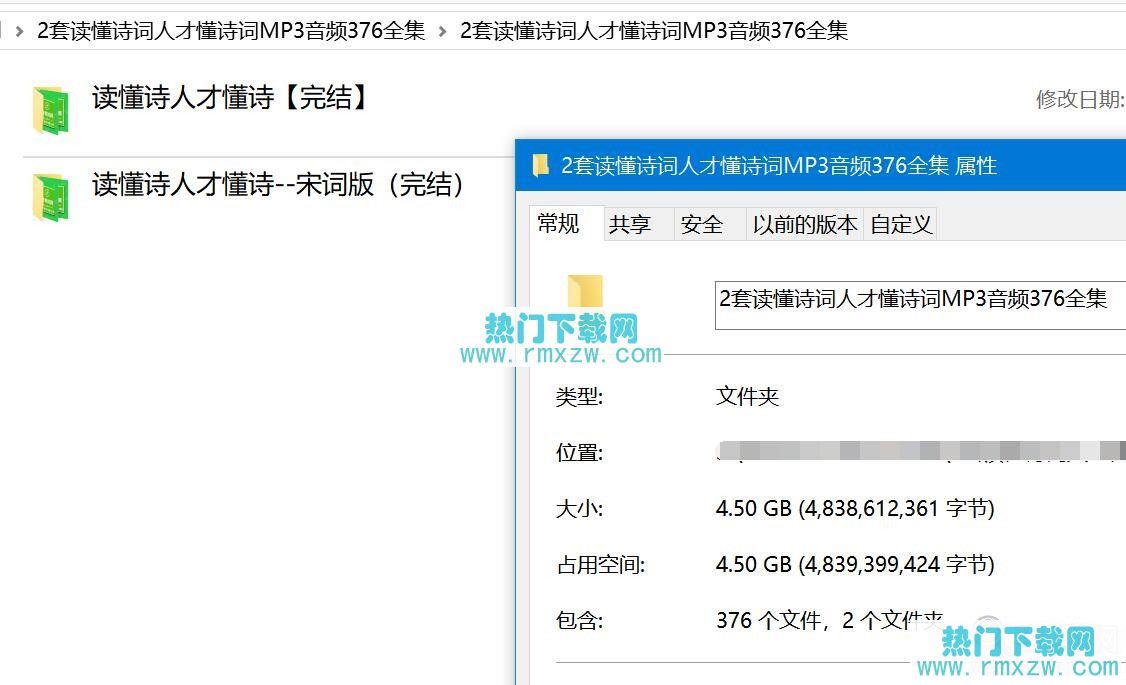 2套读懂诗词人才懂诗词MP3音频376全集 > 2套读懂诗词人才懂诗词MP3音频376全集
读懂诗人才懂诗【完结】
修改日期:
读懂诗人才懂诗--宋词版（完结）
2套读懂诗词人才懂诗词MP3音频376全集 属性
常规 共享 安全 以前的版本 自定义
2套读懂诗词人才懂诗词MP3音频376全集
热门下载网
www.rmxzw.com
类型: 文件夹
位置:
大小: 4.50 GB (4,838,612,361 字节)
占用空间: 4.50 GB (4,839,399,424 字节)
包含: 376 个文件，2 个文件夹
热门下载网
www.rmxzw.com